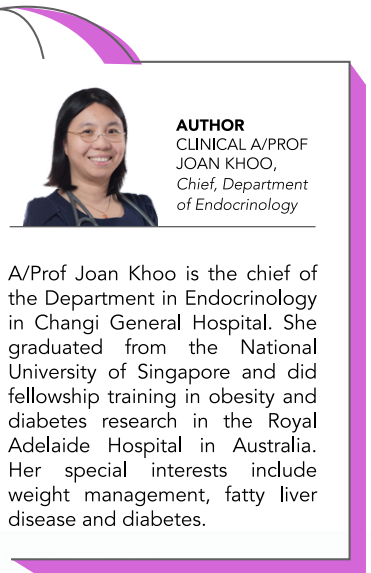 AUTHOR
CLINICAL A/PROF
JOAN KHOO,
Chief, Department
of Endocrinology
A/Prof Joan Khoo is the chief of
the Department in Endocrinology
in Changi General Hospital. She
graduated from the National
University of Singapore and did
fellowship training in obesity and
diabetes research in the Royal
Adelaide Hospital in Australia.
Her special interests include
weight management, fatty liver
disease and diabetes.